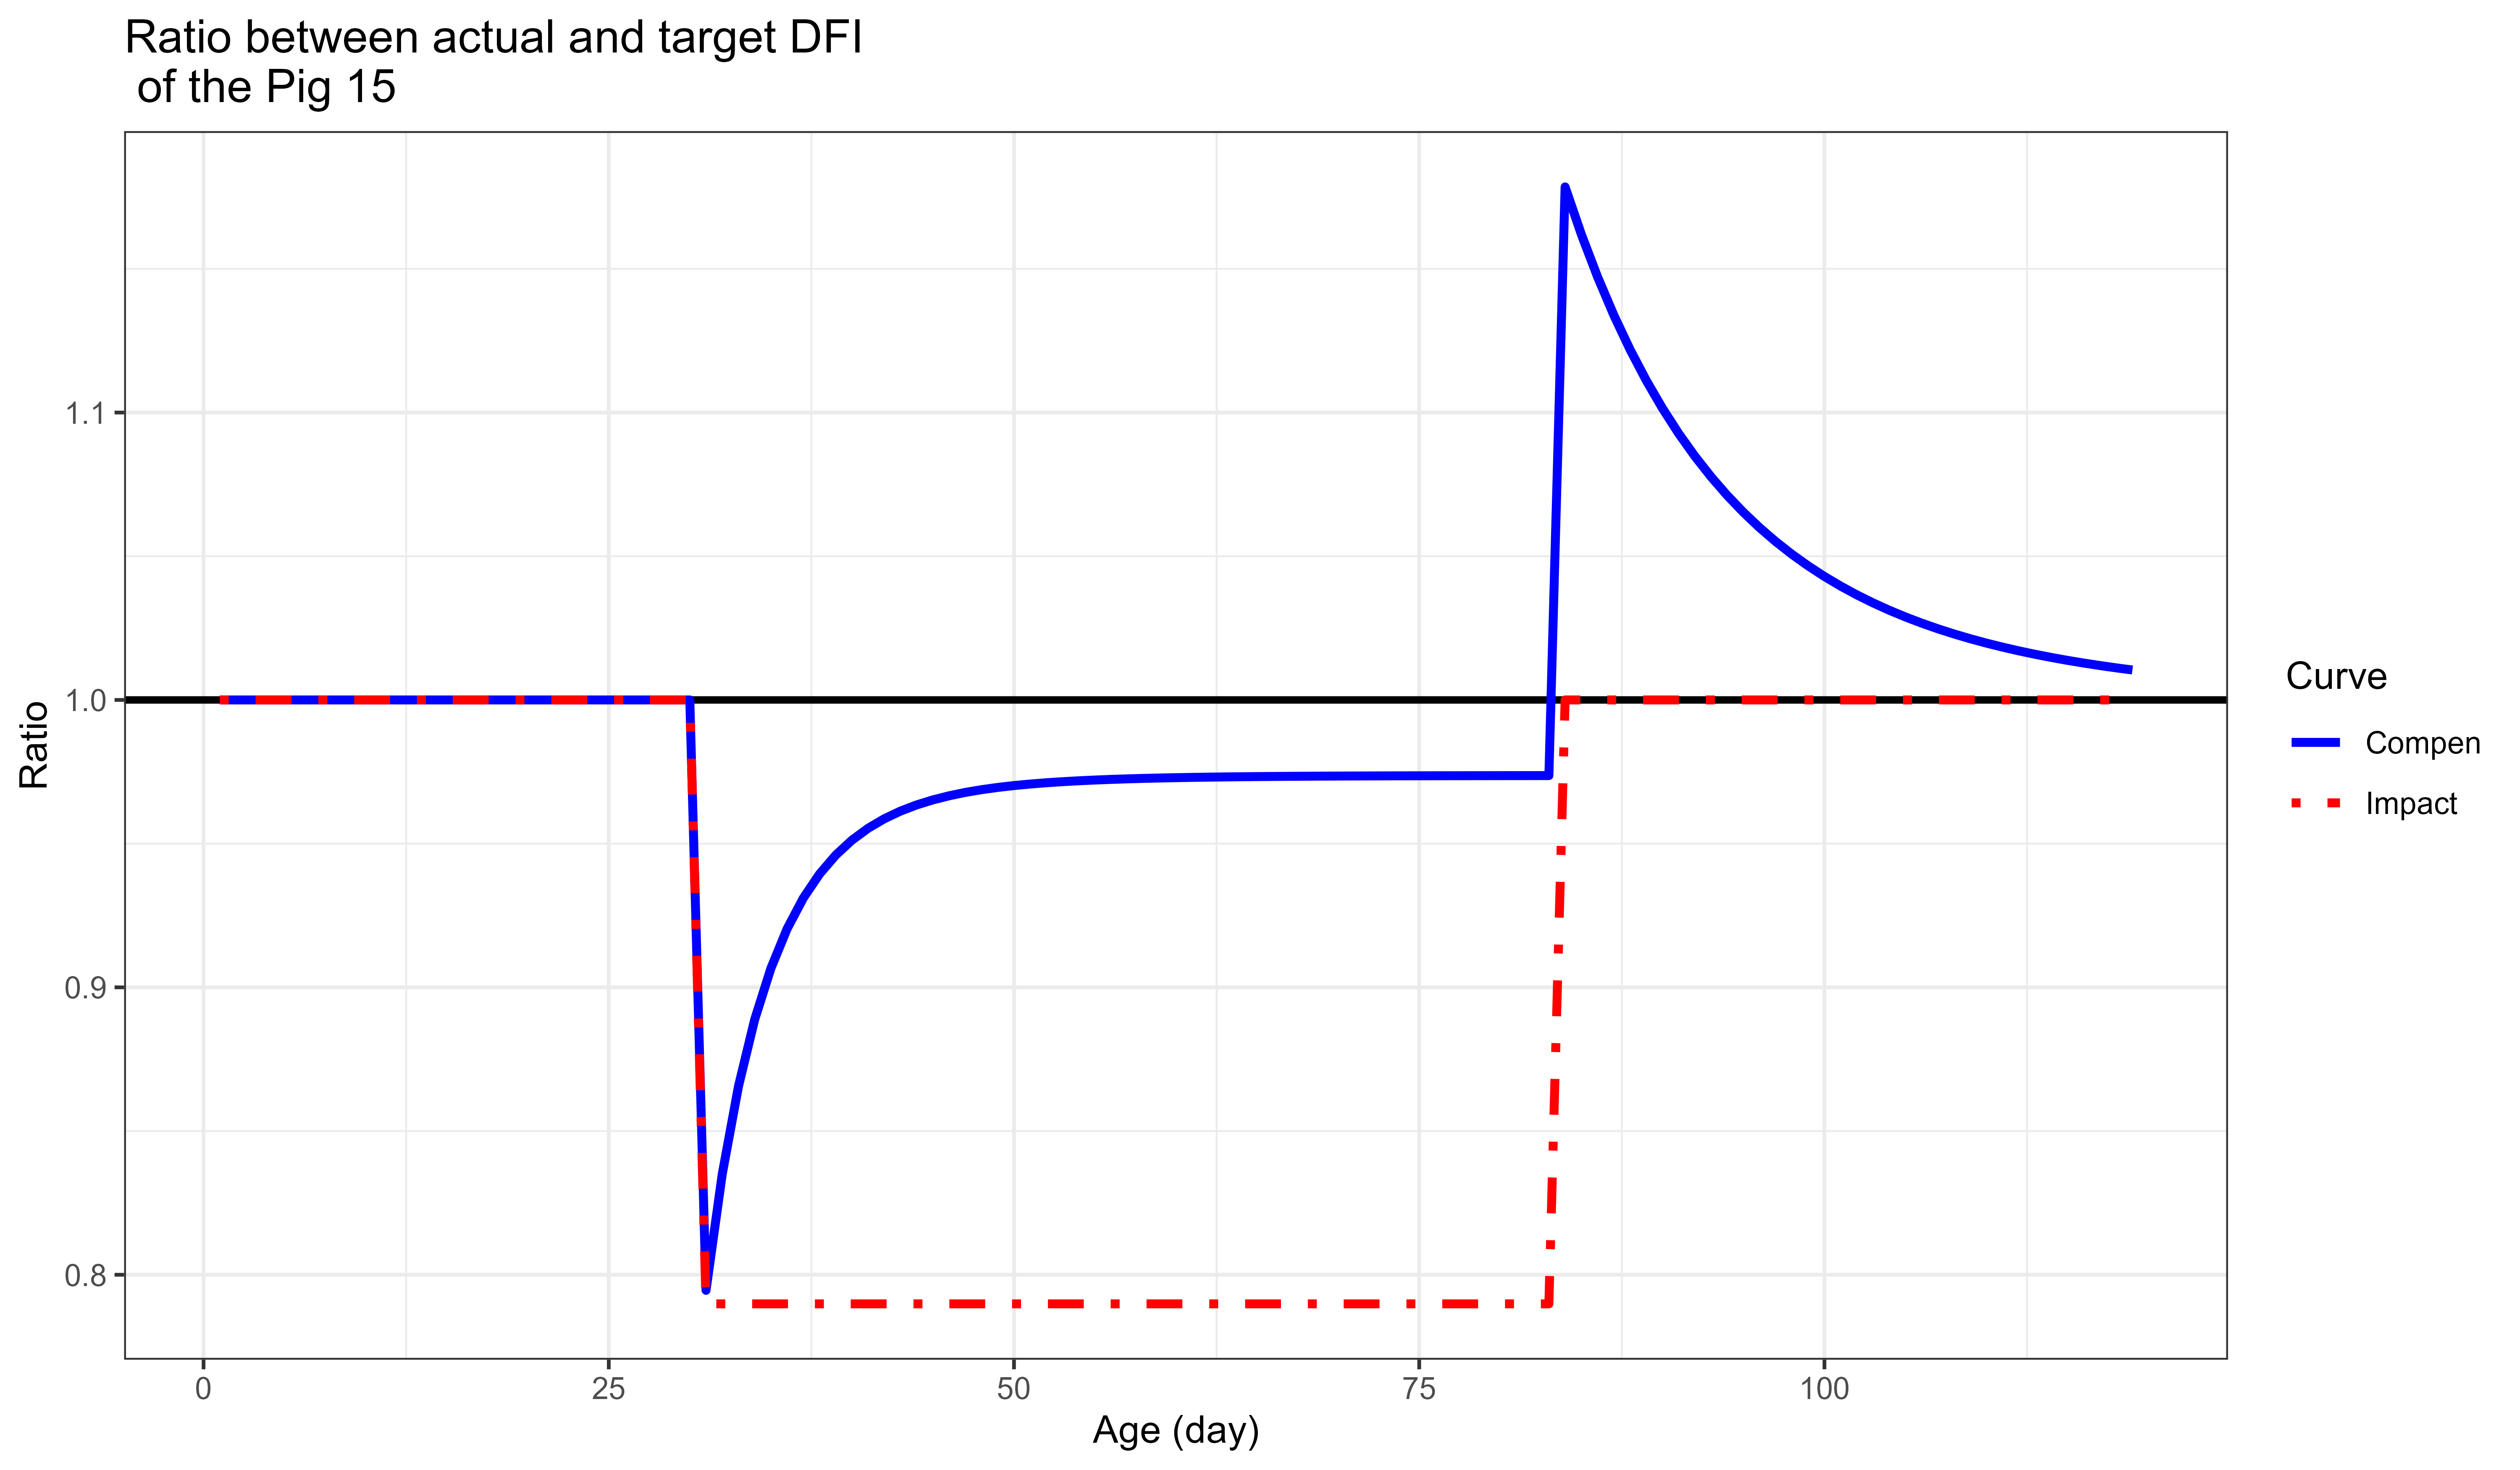 Ratio between actual and target DFI
of the Pig 15
1.1
1.0
0.9
0.8
Ratio
0
25
50
75
100
Age (day)
Curve
Compen
Impact